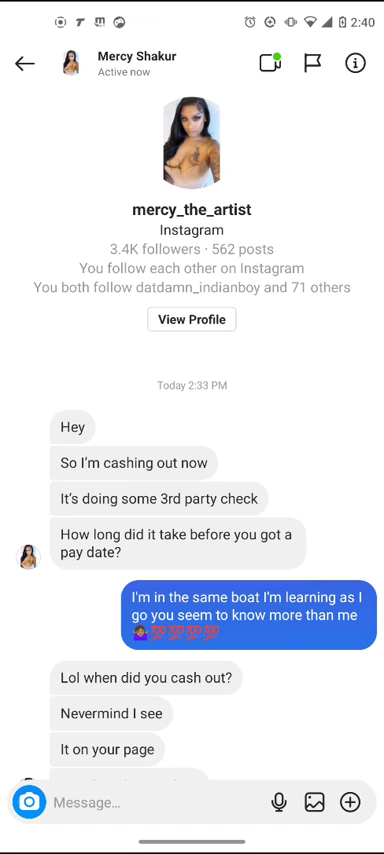 2:40
Mercy Shakur
Active now
mercy_the_artist
Instagram
3.4K followers · 562 posts
You follow each other on Instagram
You both follow datdamn_indianboy and 71 others
View Profile
Today 2:33 PM
Hey
So I'm cashing out now
It's doing some 3rd party check
How long did it take before you got a
pay date?
I'm in the same boat I'm learning as I
go you seem to know more than me
🤷🏾‍♀️💯💯💯💯
Lol when did you cash out?
Nevermind I see
It on your page
Message...